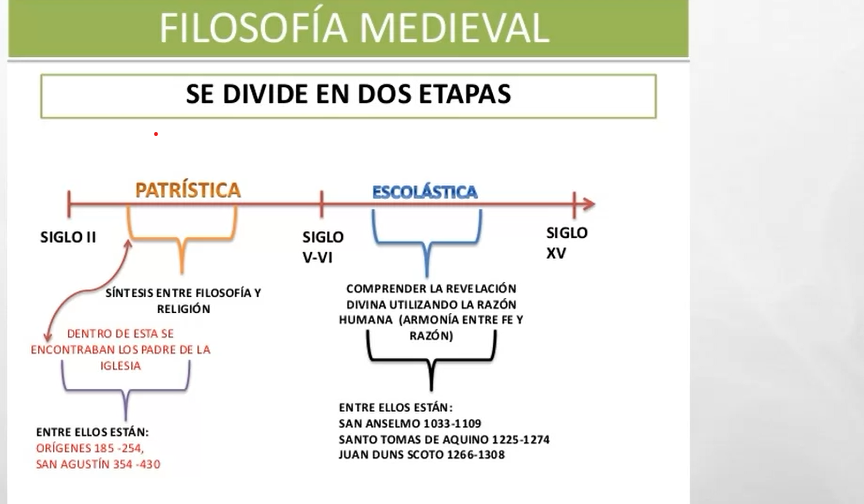 FILOSOFÍA MEDIEVAL
SE DIVIDE EN DOS ETAPAS
PATRÍSTICA
ESCOLÁSTICA
SIGLO II
SIGLO
V-VI
SIGLO
XV
SÍNTESIS ENTRE FILOSOFÍA Y
RELIGIÓN
DENTRO DE ESTA SE
ENCONTRABAN LOS PADRE DE LA
IGLESIA
ENTRE ELLOS ESTÁN:
ORÍGENES 185 -254,
SAN AGUSTÍN 354 -430
COMPRENDER LA REVELACIÓN
DIVINA UTILIZANDO LA RAZÓN
HUMANA (ARMONÍA ENTRE FE Y
RAZÓN)
ENTRE ELLOS ESTÁN:
SAN ANSELMO 1033-1109
SANTO TOMAS DE AQUINO 1225-1274
JUAN DUNS SCOTO 1266-1308